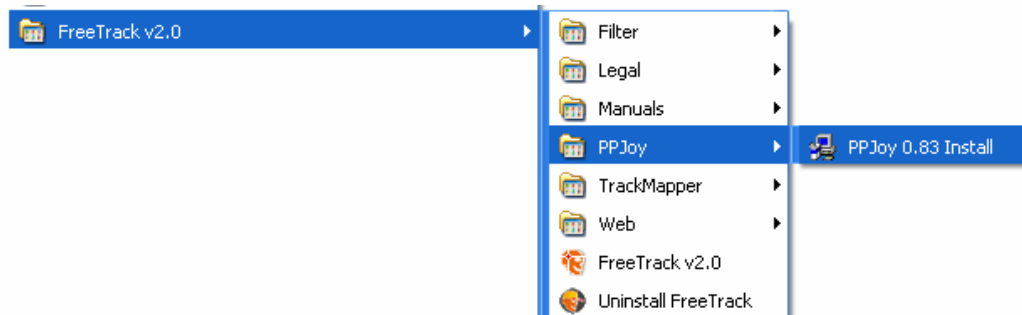 FreeTrack v2.0
Filter
Legal
Manuals
PPJoy
PPJoy 0.83 Install
TrackMapper
Web
FreeTrack v2.0
Uninstall FreeTrack